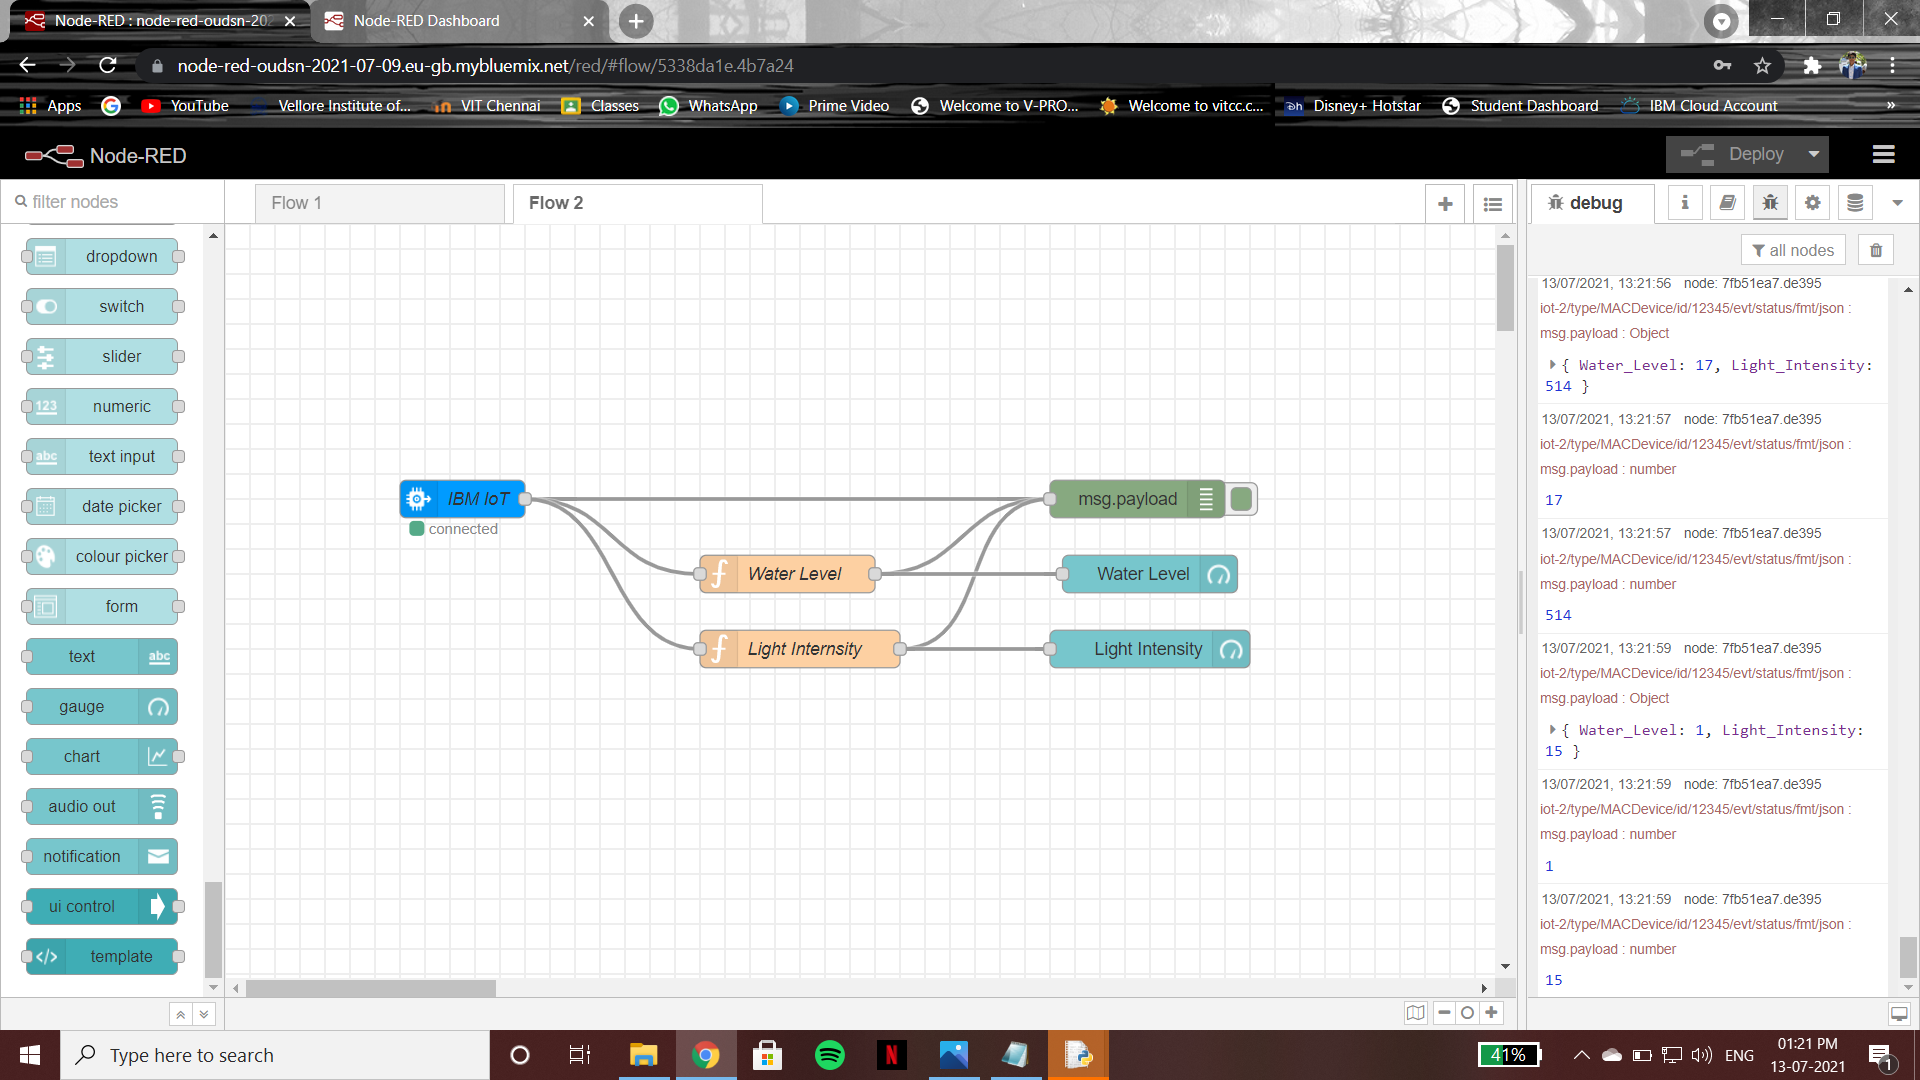 Node-RED : node-red-oudsn-202
Node-RED Dashboard
node-red-oudsn-2021-07-09.eu-gb.mybluemix.net/red/#flow/5338da1e.4b7a24
Apps
YouTube
Vellore Institute of...
VIT Chennai
Classes
WhatsApp
Prime Video
Welcome to V-PRO...
Welcome to vitcc.c...
Disney+ Hotstar
Student Dashboard
IBM Cloud Account
»
Node-RED
Deploy
filter nodes
Flow 1
Flow 2
debug
all nodes
dropdown
switch
slider
123 numeric
abc text input
date picker
colour picker
form
text abc
gauge
chart
audio out
notification
ui control
</> template
IBM IoT
connected
Water Level
Light Internsity
msg.payload
Water Level
Light Intensity
13/07/2021, 13:21:56 node: 7fb51ea7.de395
iot-2/type/MACDevice/id/12345/evt/status/fmt/json :
msg.payload : Object
{ Water_Level: 17, Light_Intensity:
514 }
13/07/2021, 13:21:57 node: 7fb51ea7.de395
iot-2/type/MACDevice/id/12345/evt/status/fmt/json :
msg.payload : number
17
13/07/2021, 13:21:57 node: 7fb51ea7.de395
iot-2/type/MACDevice/id/12345/evt/status/fmt/json :
msg.payload : number
514
13/07/2021, 13:21:59 node: 7fb51ea7.de395
iot-2/type/MACDevice/id/12345/evt/status/fmt/json :
msg.payload : Object
{ Water_Level: 1, Light_Intensity:
15 }
13/07/2021, 13:21:59 node: 7fb51ea7.de395
iot-2/type/MACDevice/id/12345/evt/status/fmt/json :
msg.payload : number
1
13/07/2021, 13:21:59 node: 7fb51ea7.de395
iot-2/type/MACDevice/id/12345/evt/status/fmt/json :
msg.payload : number
15
Type here to search
41%
ENG
01:21 PM
13-07-2021
1